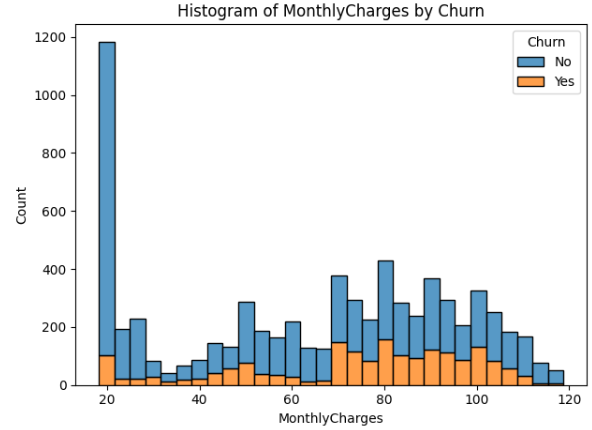 Histogram of MonthlyCharges by Churn
Churn
No
Yes
Count
1200
1000
800
600
400
200
0
20 40 60 80 100 120
MonthlyCharges